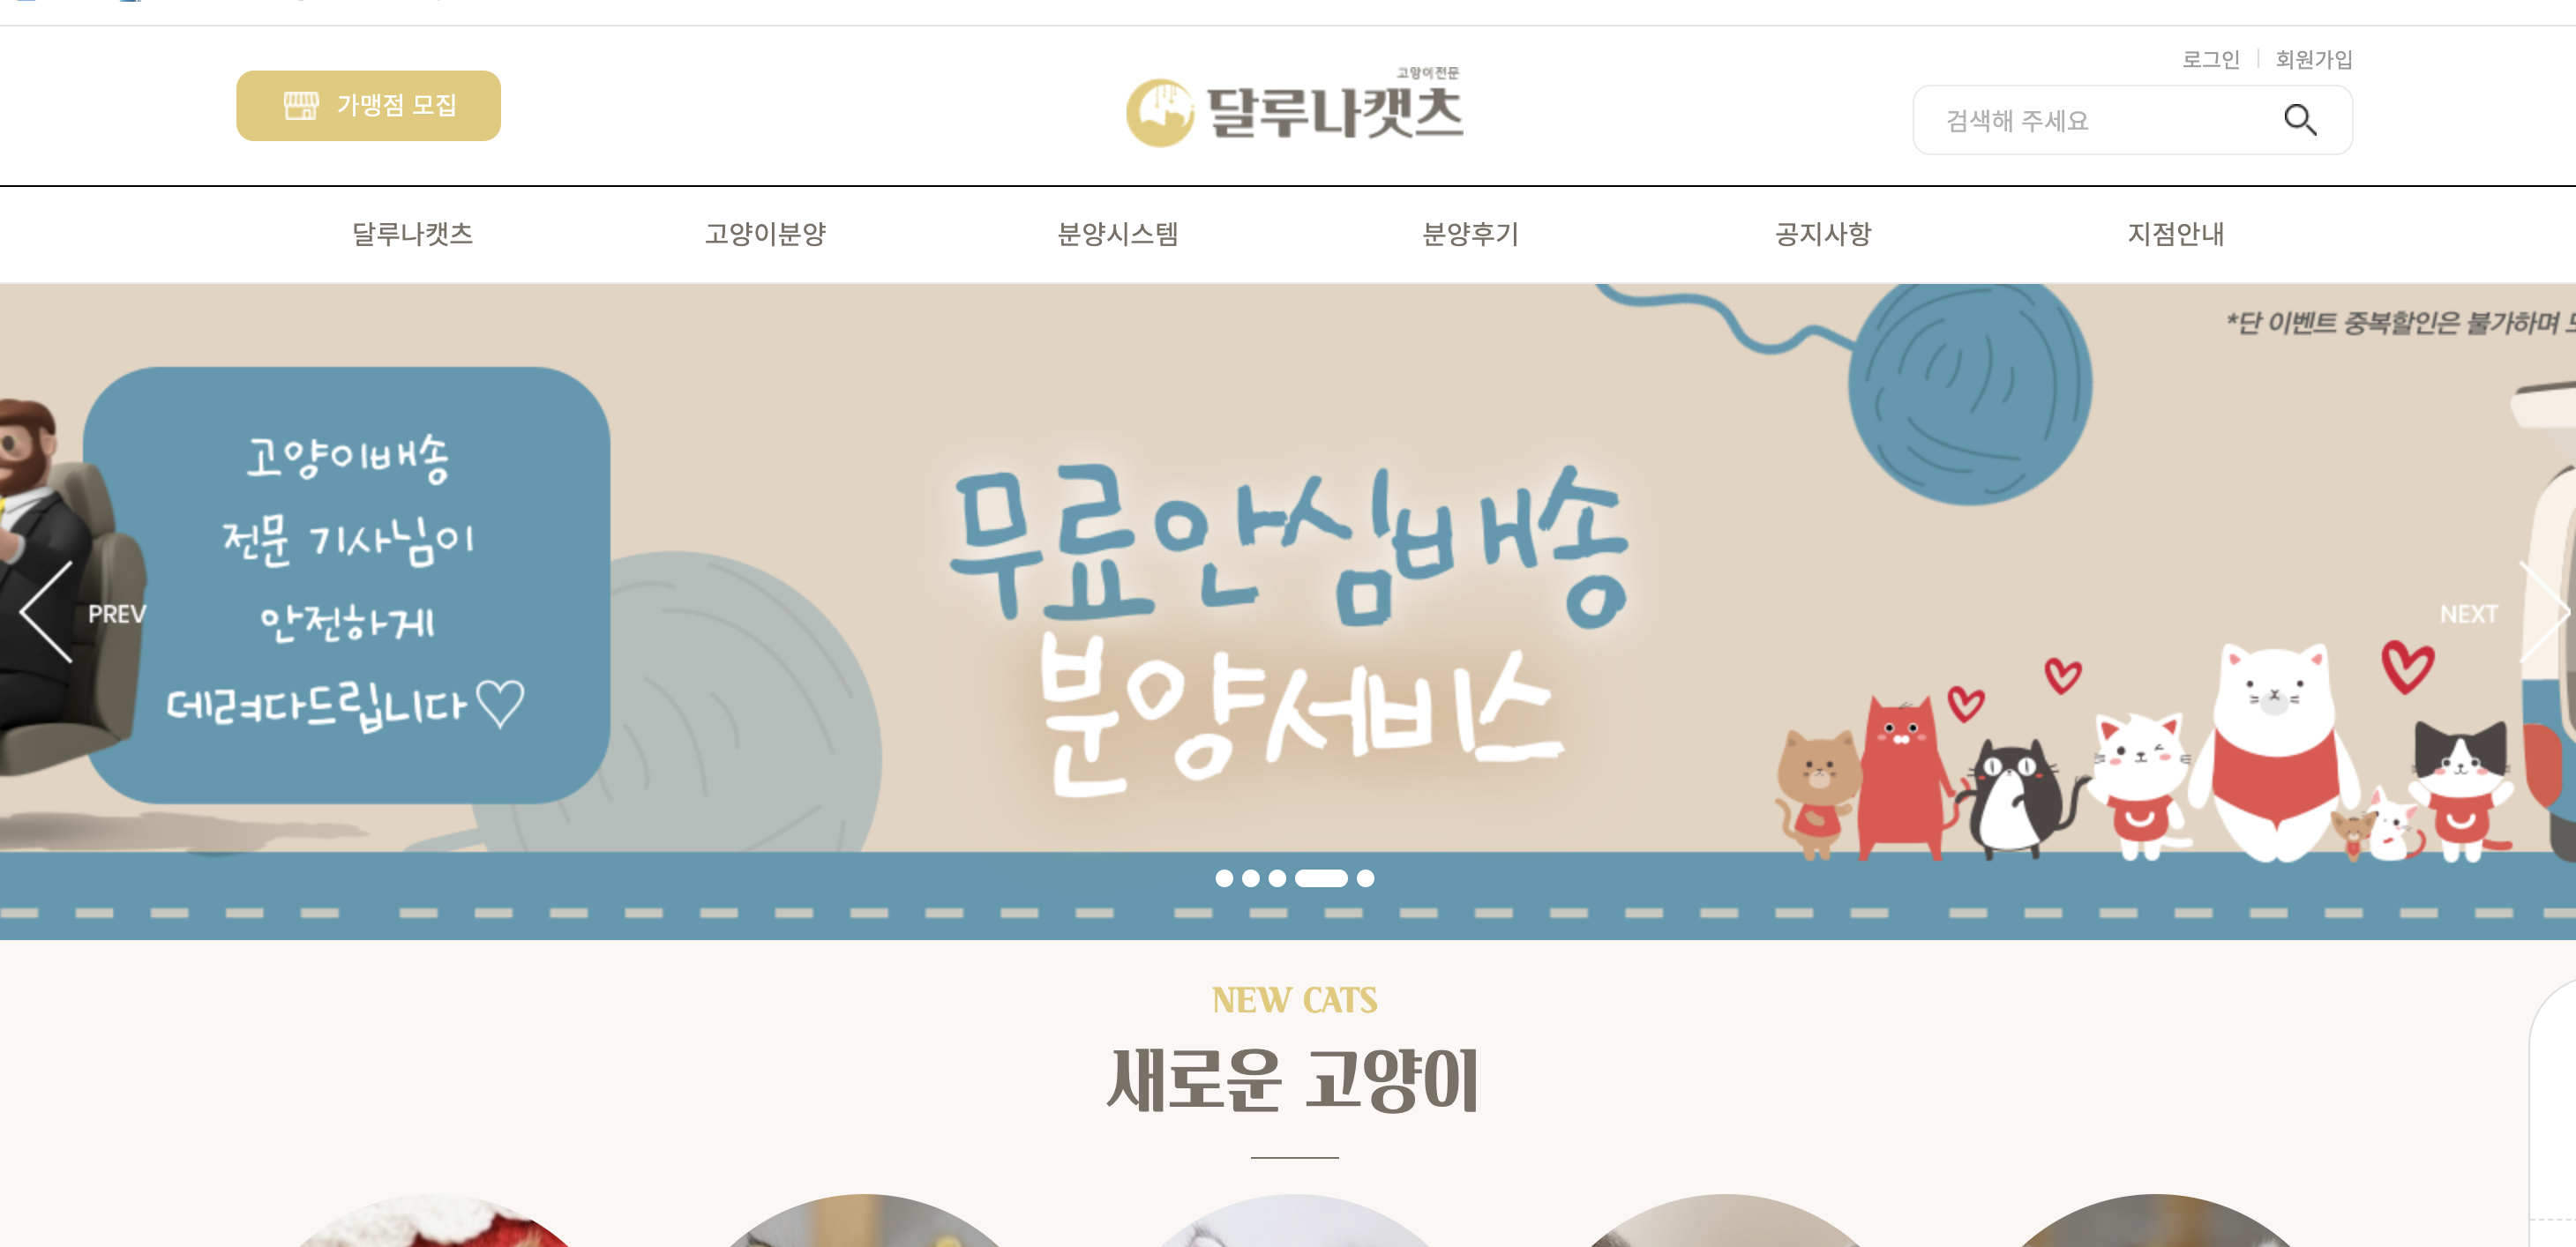 로그인 회원가입
가맹점 모집
고양이전문
달루나캣츠
검색해 주세요
달루나캣츠 고양이분양 분양시스템 분양후기 공지사항 지점안내
*단 이벤트 중복할인은 불가하며
고양이배송
전문 기사님이
안전하게
데려다드립니다♡
무료안심배송
분양서비스
PREV
NEXT
NEW CATS
새로운 고양이